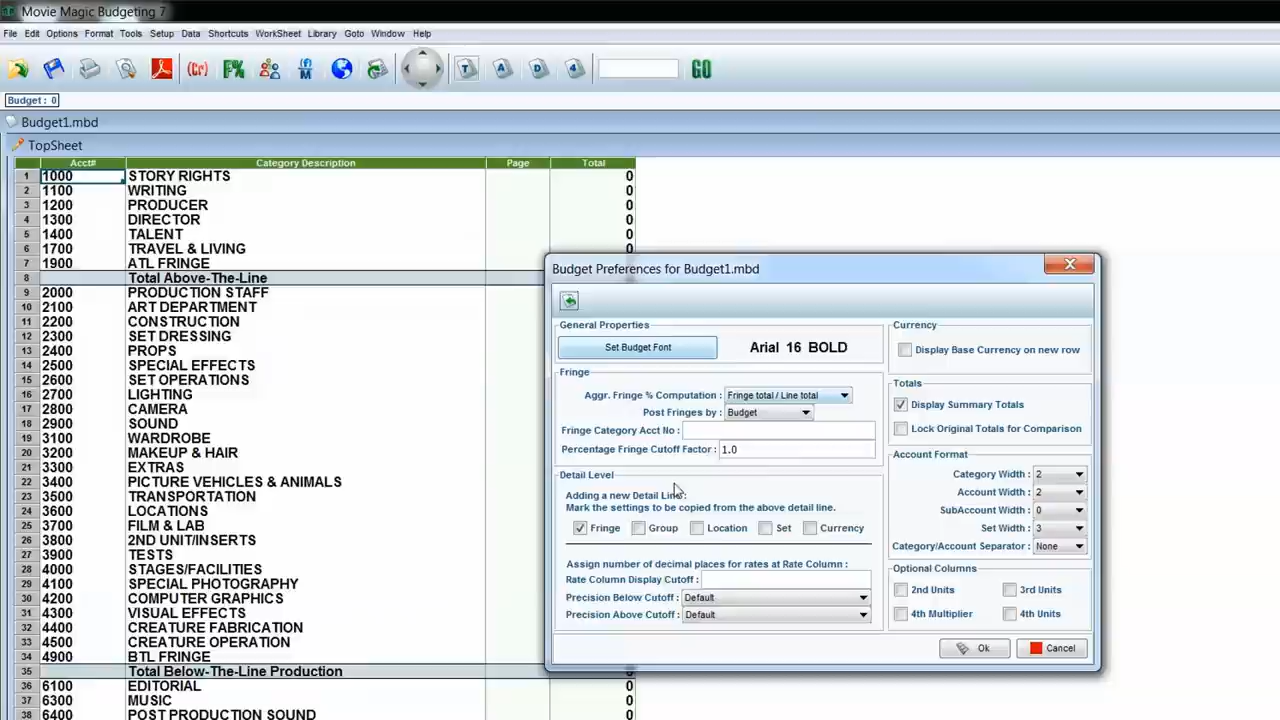 Movie Magic Budgeting 7
File Edit Options Format Tools Setup Data Shortcuts WorkSheet Library Goto Window Help
(Cr) F% M T A D 4 GO
Budget : 0
Budget1.mbd
TopSheet
Acct# Category Description Page Total
1 1000 STORY RIGHTS 0
2 1100 WRITING 0
3 1200 PRODUCER 0
4 1300 DIRECTOR 0
5 1400 TALENT 0
6 1700 TRAVEL & LIVING 0
7 1900 ATL FRINGE
8 Total Above-The-Line
9 2000 PRODUCTION STAFF
10 2100 ART DEPARTMENT
11 2200 CONSTRUCTION
12 2300 SET DRESSING
13 2400 PROPS
14 2500 SPECIAL EFFECTS
15 2600 SET OPERATIONS
16 2700 LIGHTING
17 2800 CAMERA
18 2900 SOUND
19 3100 WARDROBE
20 3200 MAKEUP & HAIR
21 3300 EXTRAS
22 3400 PICTURE VEHICLES & ANIMALS
23 3500 TRANSPORTATION
24 3600 LOCATIONS
25 3700 FILM & LAB
26 3800 2ND UNIT/INSERTS
27 3900 TESTS
28 4000 STAGES/FACILITIES
29 4100 SPECIAL PHOTOGRAPHY
30 4200 COMPUTER GRAPHICS
31 4300 VISUAL EFFECTS
32 4400 CREATURE FABRICATION
33 4500 CREATURE OPERATION
34 4900 BTL FRINGE
35 Total Below-The-Line Production 0
36 6100 EDITORIAL 0
37 6300 MUSIC 0
38 6400 POST PRODUCTION SOUND 0
Budget Preferences for Budget1.mbd
General Properties
Set Budget Font Arial 16 BOLD
Fringe
Aggr. Fringe % Computation : Fringe total / Line total
Post Fringes by : Budget
Fringe Category Acct No :
Percentage Fringe Cutoff Factor : 1.0
Detail Level
Adding a new Detail Line:
Mark the settings to be copied from the above detail line.
Fringe Group Location Set Currency
Assign number of decimal places for rates at Rate Column :
Rate Column Display Cutoff :
Precision Below Cutoff : Default
Precision Above Cutoff : Default
Currency
Display Base Currency on new row
Totals
Display Summary Totals
Lock Original Totals for Comparison
Account Format
Category Width : 2
Account Width : 2
SubAccount Width : 0
Set Width : 3
Category/Account Separator : None
Optional Columns
2nd Units 3rd Units
4th Multiplier 4th Units
Ok Cancel